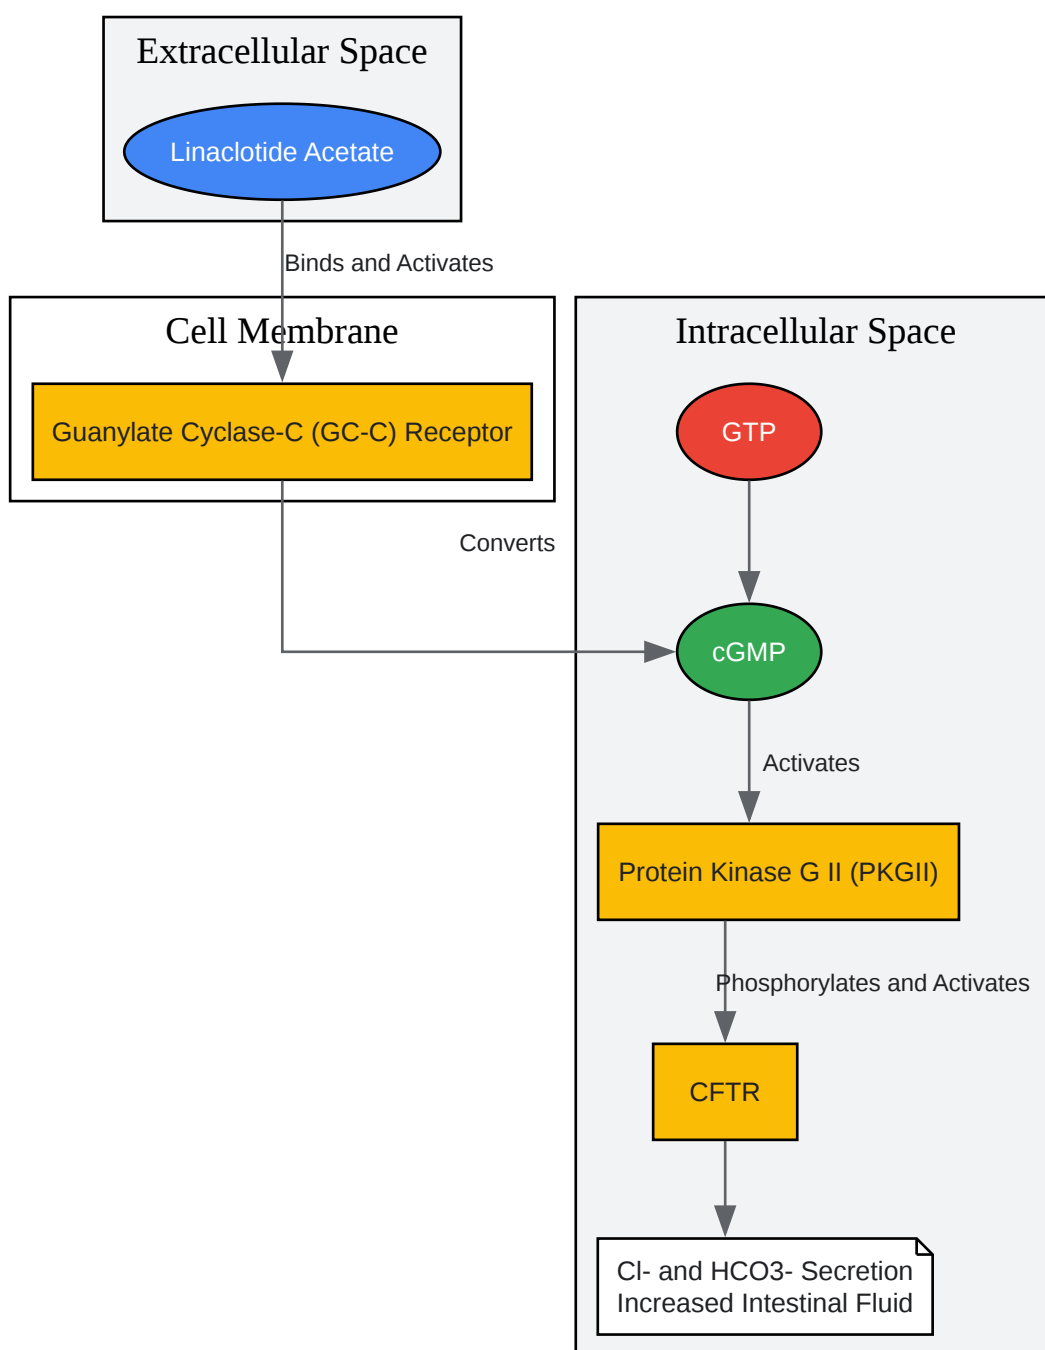 Extracellular Space
Linaclotide Acetate
Binds and Activates
Cell Membrane
Guanylate Cyclase-C (GC-C) Receptor
Converts
Intracellular Space
GTP
cGMP
Activates
Protein Kinase G II (PKGII)
Phosphorylates and Activates
CFTR
Cl- and HCO3- Secretion
Increased Intestinal Fluid